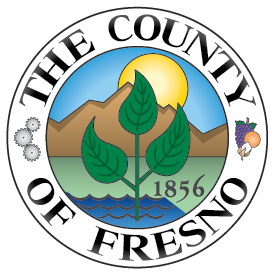 THE COUNTY
1856
OF FRESNO